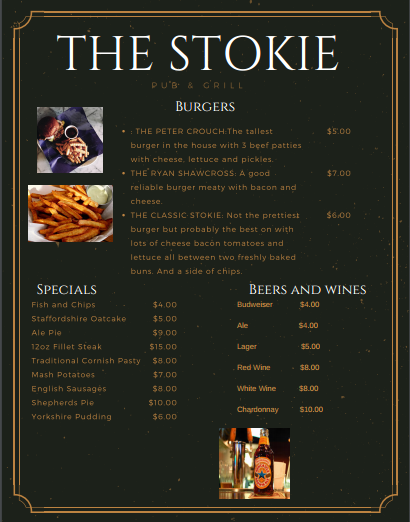 THE STOKIE
PUB & GRILL
BURGERS
• : THE PETER CROUCH:The tallest $5:00
burger in the house with 3 beef patties
with cheese, lettuce and pickles.
• THE RYAN SHAWCROSS: A good $7.00
reliable burger meaty with bacon and
cheese.
• THE CLASSIC STOKIE: Not the prettiest $6:00
burger but probably the best on with
lots of cheese bacon tomatoes and
lettuce all between two freshly baked
buns. And a side of chips.
SPECIALS
Fish and Chips $4.00
Staffordshire Oatcake $5.00
Ale Pie $9.00
12oz Fillet Steak $15.00
Traditional Cornish Pasty $8.00
Mash Potatoes $7.00
English Sausages $8.00
Shepherds Pie $10.00
Yorkshire Pudding $6.00
BEERS AND WINES
Budweiser $4.00
Ale $4.00
Lager $5.00
Red Wine $8.00
White Wine $8.00
Chardonnay $10.00